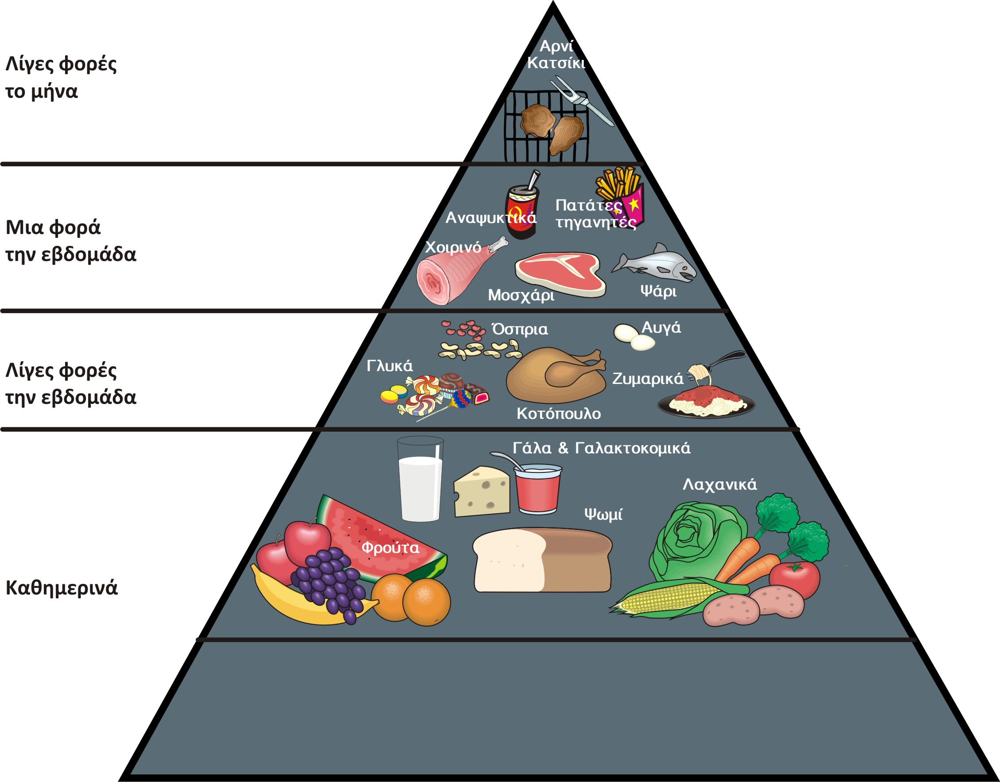 Αρνί
Κατσίκι
Λίγες φορές
το μήνα
Πατάτες
τηγανητές
Αναψυκτικά
Μια φορά
την εβδομάδα
Χοιρινό
Μοσχάρι
Ψάρι
Όσπρια
Αυγά
Γλυκά
Ζυμαρικά
Λίγες φορές
την εβδομάδα
Κοτόπουλο
Γάλα & Γαλακτοκομικά
Λαχανικά
Ψωμί
Φρούτα
Καθημερινά